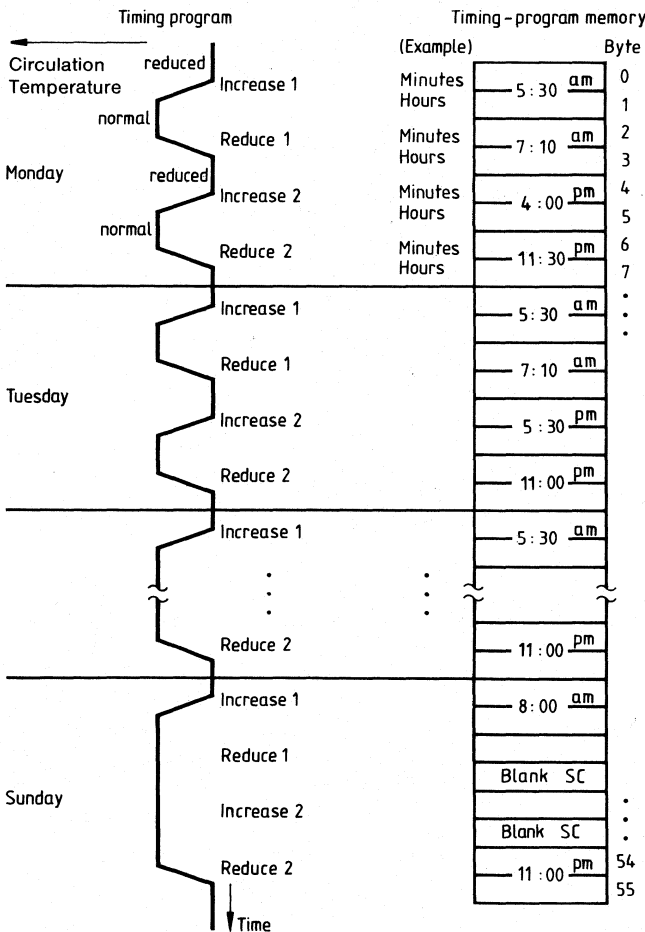 Timing program Timing-program memory
(Example) Byte
Circulation Temperature
reduced
Increase 1
Minutes
Hours
5:30 am
0
1
normal
Reduce 1
Minutes
Hours
7:10 am
2
3
Monday
reduced
Increase 2
Minutes
Hours
4:00 pm
4
5
normal
Reduce 2
Minutes
Hours
11:30 pm
6
7
Increase 1
5:30 am
Reduce 1
7:10 am
Tuesday
Increase 2
5:30 pm
Reduce 2
11:00 pm
Increase 1
5:30 am
Reduce 2
11:00 pm
Increase 1
8:00 am
Reduce 1
Blank SC
Sunday
Increase 2
Blank SC
Reduce 2
11:00 pm
54
55
Time